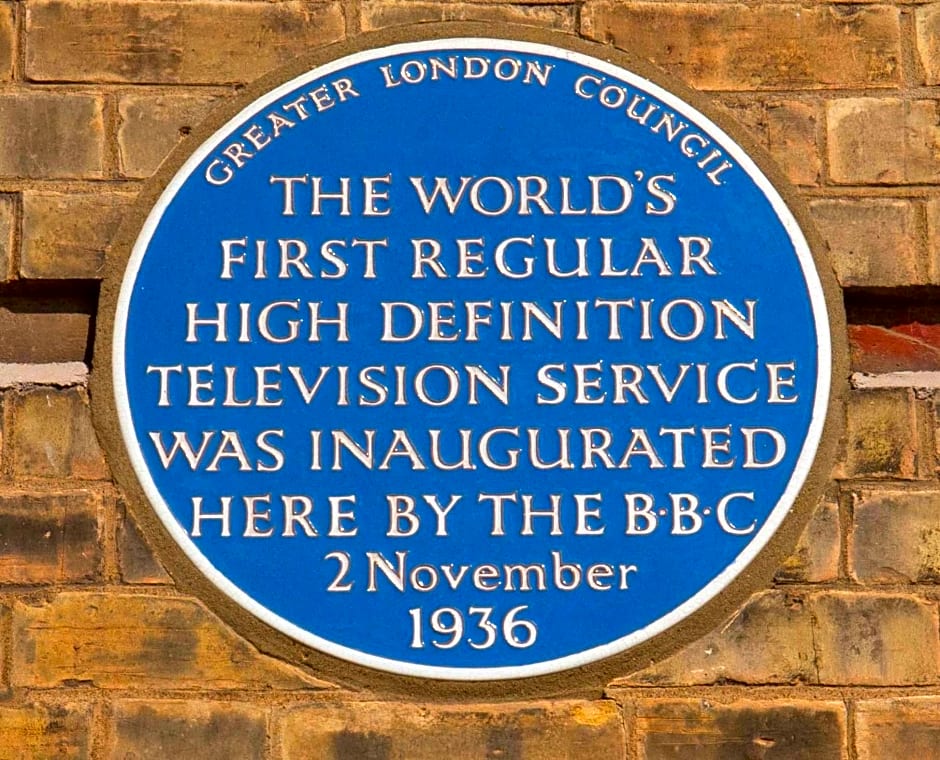 GREATER LONDON COUNCIL
THE WORLD'S
FIRST REGULAR
HIGH DEFINITION
TELEVISION SERVICE
WAS INAUGURATED
HERE BY THE B·B·C
2 November
1936